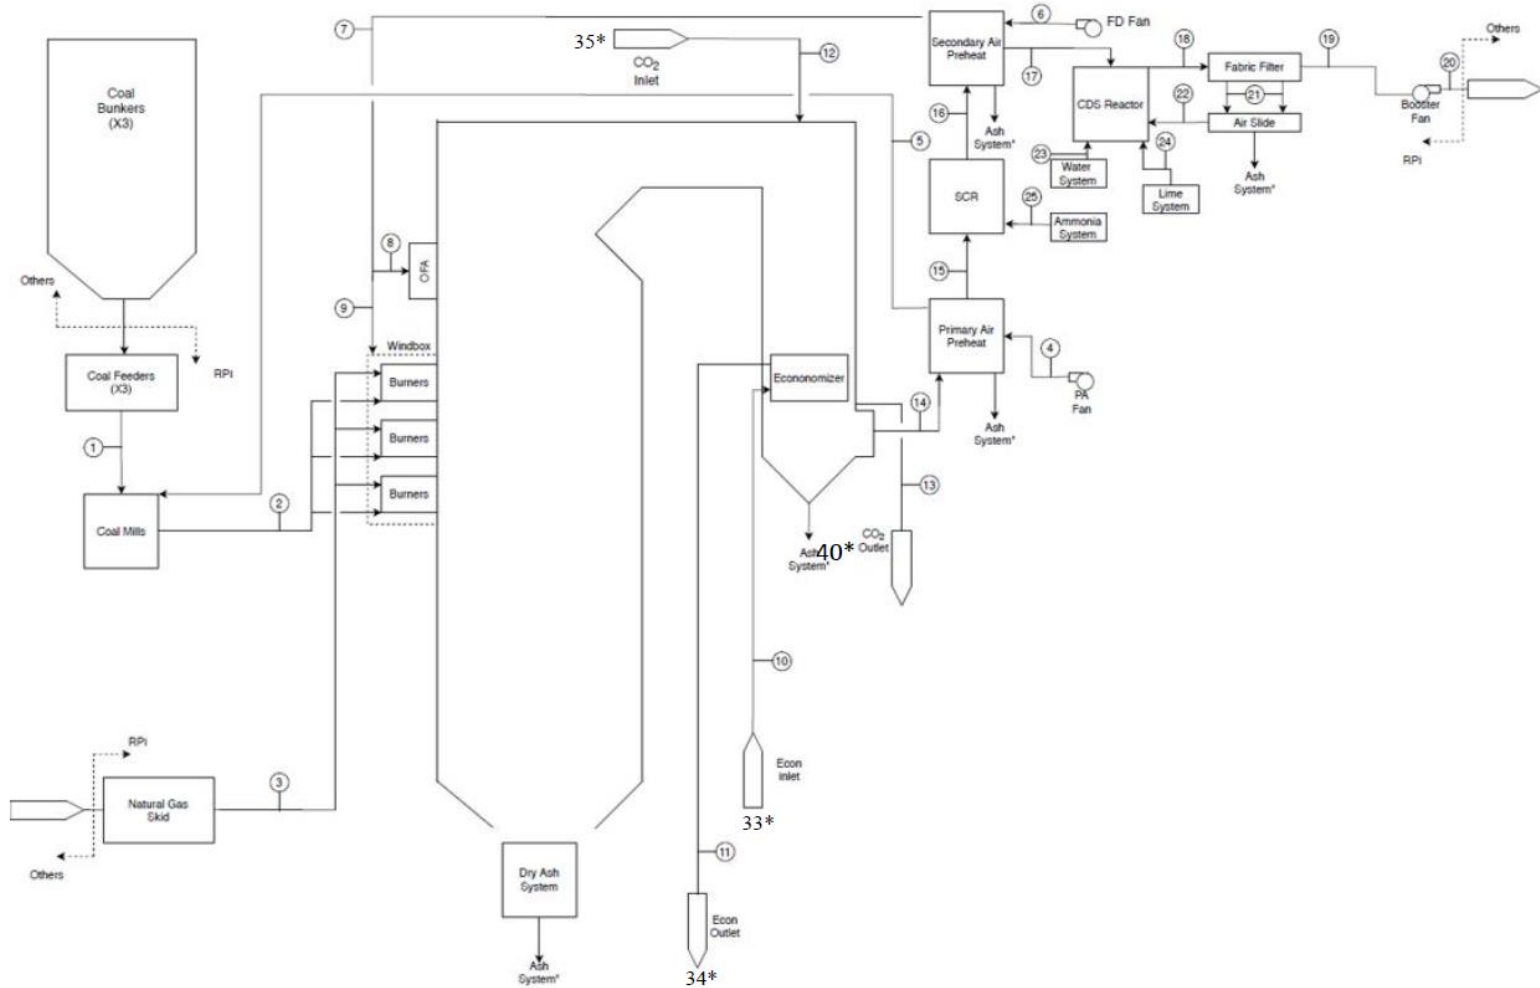 7
35*
CO2
Inlet
12
Secondary Air
Preheat
6
FD Fan
17
18
Fabric Filter
19
20
Others
Booster
Fan
RPI
CDS Reactor
22
21
Air Slide
Ash
System*
23
Water
System
24
Lime
System
16
Ash
System*
5
SCR
25
Ammonia
System
15
Primary Air
Preheat
4
PA
Fan
Ash
System*
14
13
CO2
Outlet
Coal
Bunkers
(X3)
Others
RPI
Coal Feeders
(X3)
1
Coal Mills
2
8
OFA
9
Windbox
Burners
Burners
Burners
Econonomizer
Ash
System*
40*
10
Econ
inlet
33*
11
Econ
Outlet
34*
RPI
Natural Gas
Skid
3
Others
Dry Ash
System
Ash
System*